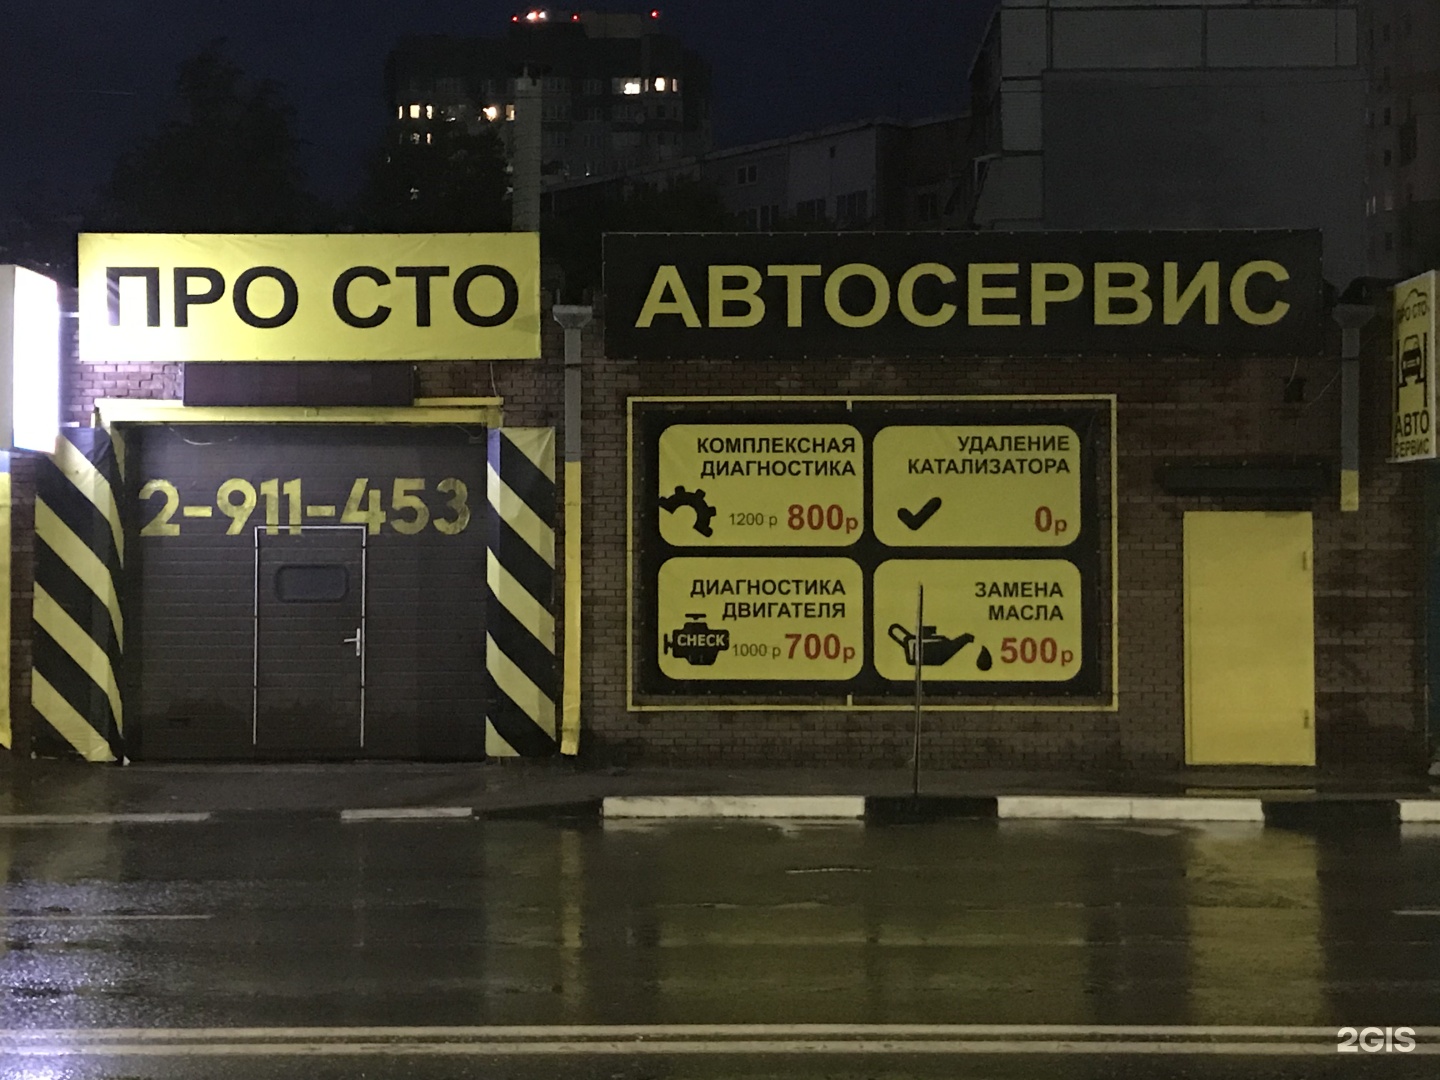 ПРО СТО
АВТОСЕРВИС
2-911-453
КОМПЛЕКСНАЯ
ДИАГНОСТИКА
1200 р 800р
УДАЛЕНИЕ
КАТАЛИЗАТОРА
0р
ДИАГНОСТИКА
ДВИГАТЕЛЯ
CHECK
1000 р 700р
ЗАМЕНА
МАСЛА
500р
ПРО СТО
АВТО
СЕРВИС
2GIS